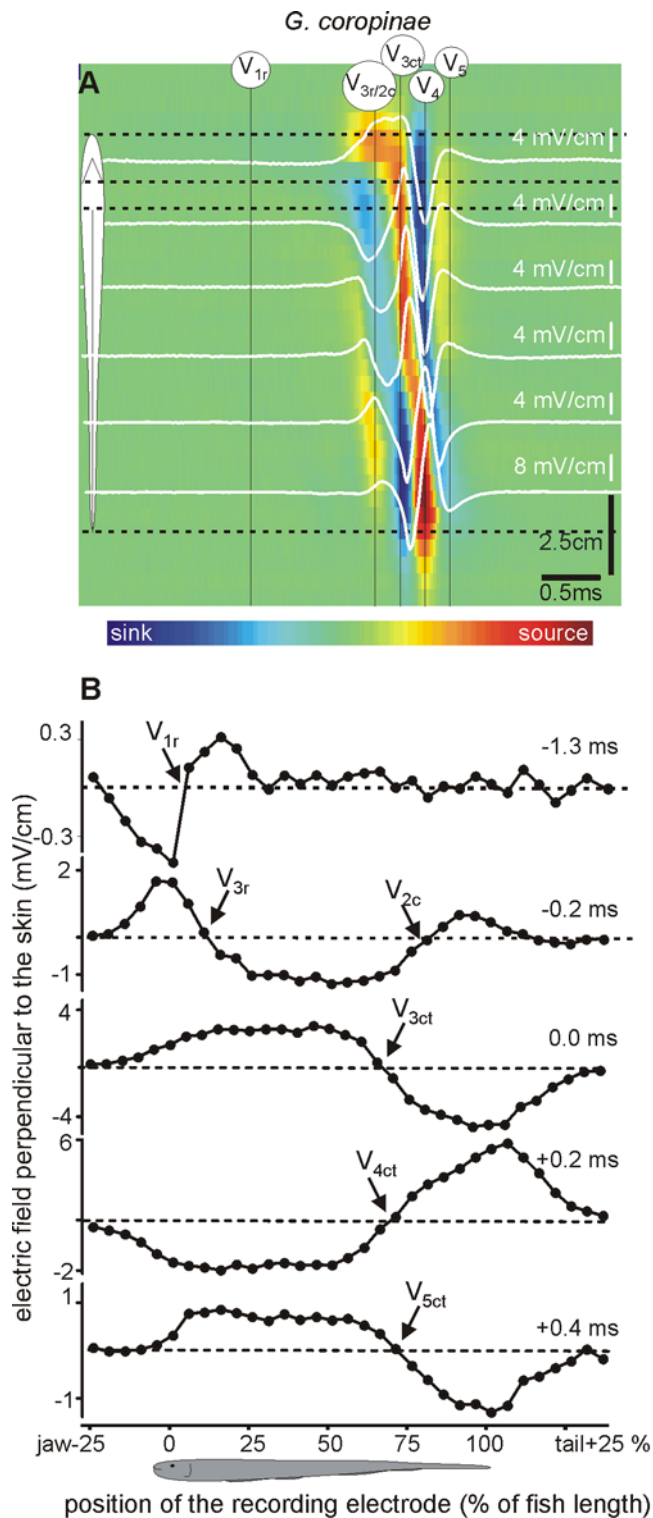 G. coropinae
A
V1r
V3r/2c
V3ct
V4
V5
4 mV/cm
4 mV/cm
4 mV/cm
4 mV/cm
4 mV/cm
8 mV/cm
2.5cm
0.5ms
sink source
B
electric field perpendicular to the skin (mV/cm)
0.3
-0.3
V1r
-1.3 ms
2
-1
V3r
V2c
-0.2 ms
4
-4
V3ct
0.0 ms
6
-2
V4ct
+0.2 ms
1
-1
V5ct
+0.4 ms
jaw-25 0 25 50 75 100 tail+25 %
position of the recording electrode (% of fish length)